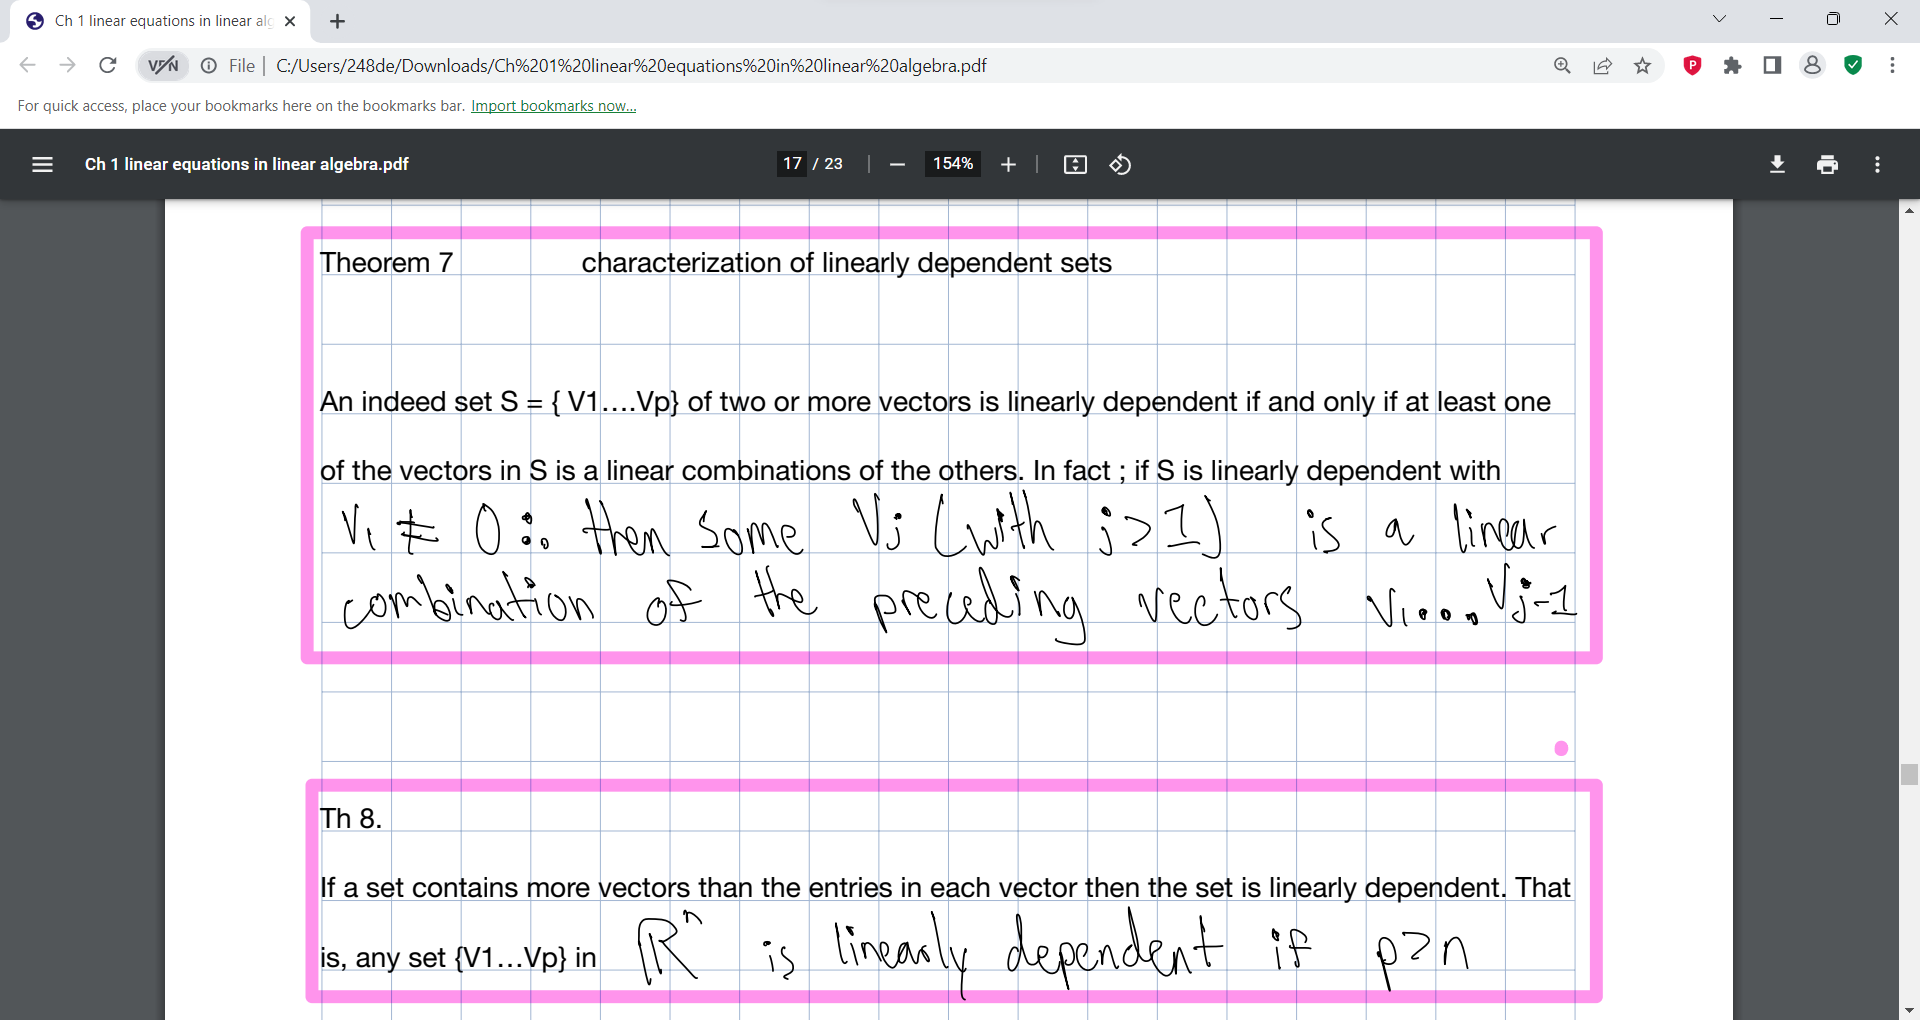 Ch 1 linear equations in linear alg
File | C:/Users/248de/Downloads/Ch%201%20linear%20equations%20in%20linear%20algebra.pdf
For quick access, place your bookmarks here on the bookmarks bar. Import bookmarks now...
Ch 1 linear equations in linear algebra.pdf 17 / 23 154%
Theorem 7 characterization of linearly dependent sets
An indeed set S = { V1....Vp} of two or more vectors is linearly dependent if and only if at least one
of the vectors in S is a linear combinations of the others. In fact ; if S is linearly dependent with
V₁ ≠ 0 ; then some Vj (with j > 1) is a linear
combination of the preceding vectors V₁... Vj-1
Th 8.
If a set contains more vectors than the entries in each vector then the set is linearly dependent. That
is, any set {V1...Vp} in ℝⁿ is linearly dependent if p>n